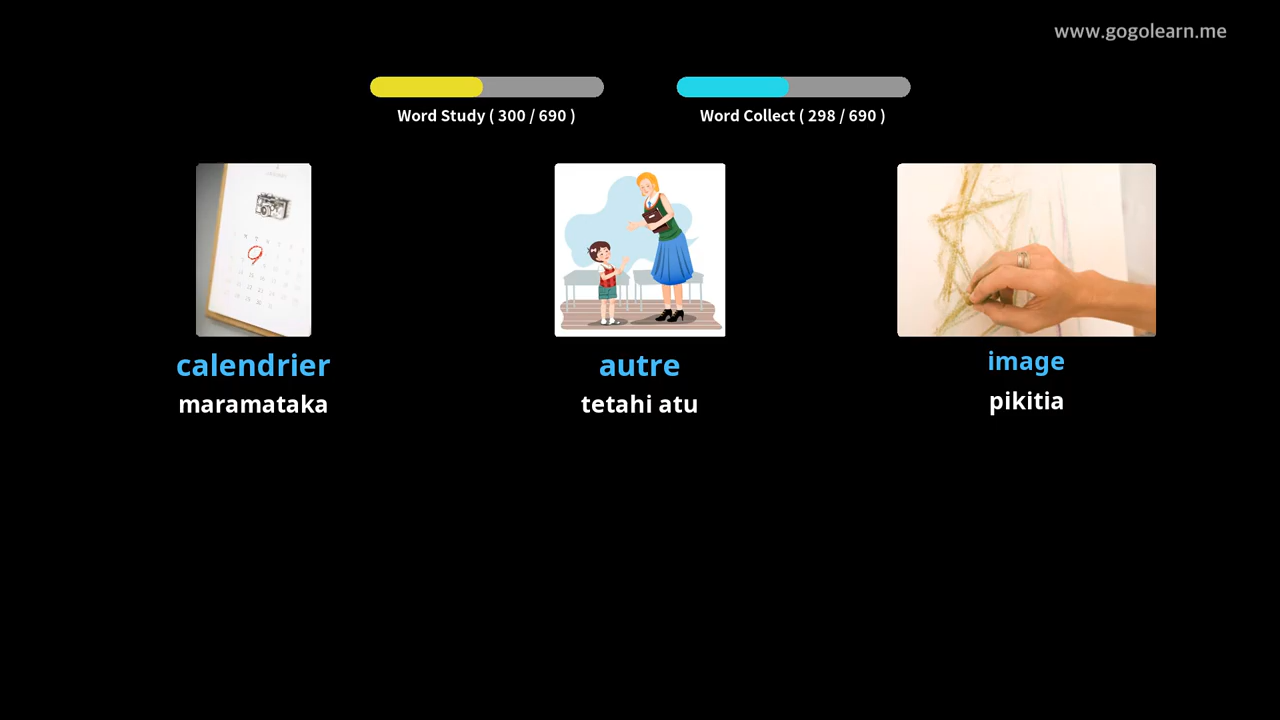 www.gogolearn.me
Word Study ( 300 / 690 )
Word Collect ( 298 / 690 )
calendrier
maramataka
autre
tetahi atu
image
pikitia